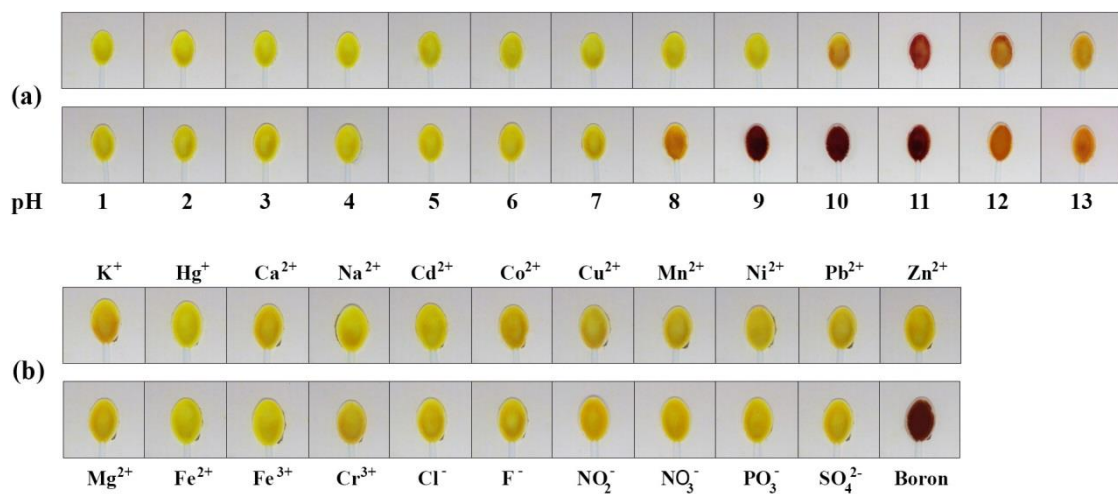 (a)
pH 1 2 3 4 5 6 7 8 9 10 11 12 13
K⁺ Hg⁺ Ca²⁺ Na²⁺ Cd²⁺ Co²⁺ Cu²⁺ Mn²⁺ Ni²⁺ Pb²⁺ Zn²⁺
(b)
Mg²⁺ Fe²⁺ Fe³⁺ Cr³⁺ Cl⁻ F⁻ NO₂⁻ NO₃⁻ PO₃⁻ SO₄²⁻ Boron